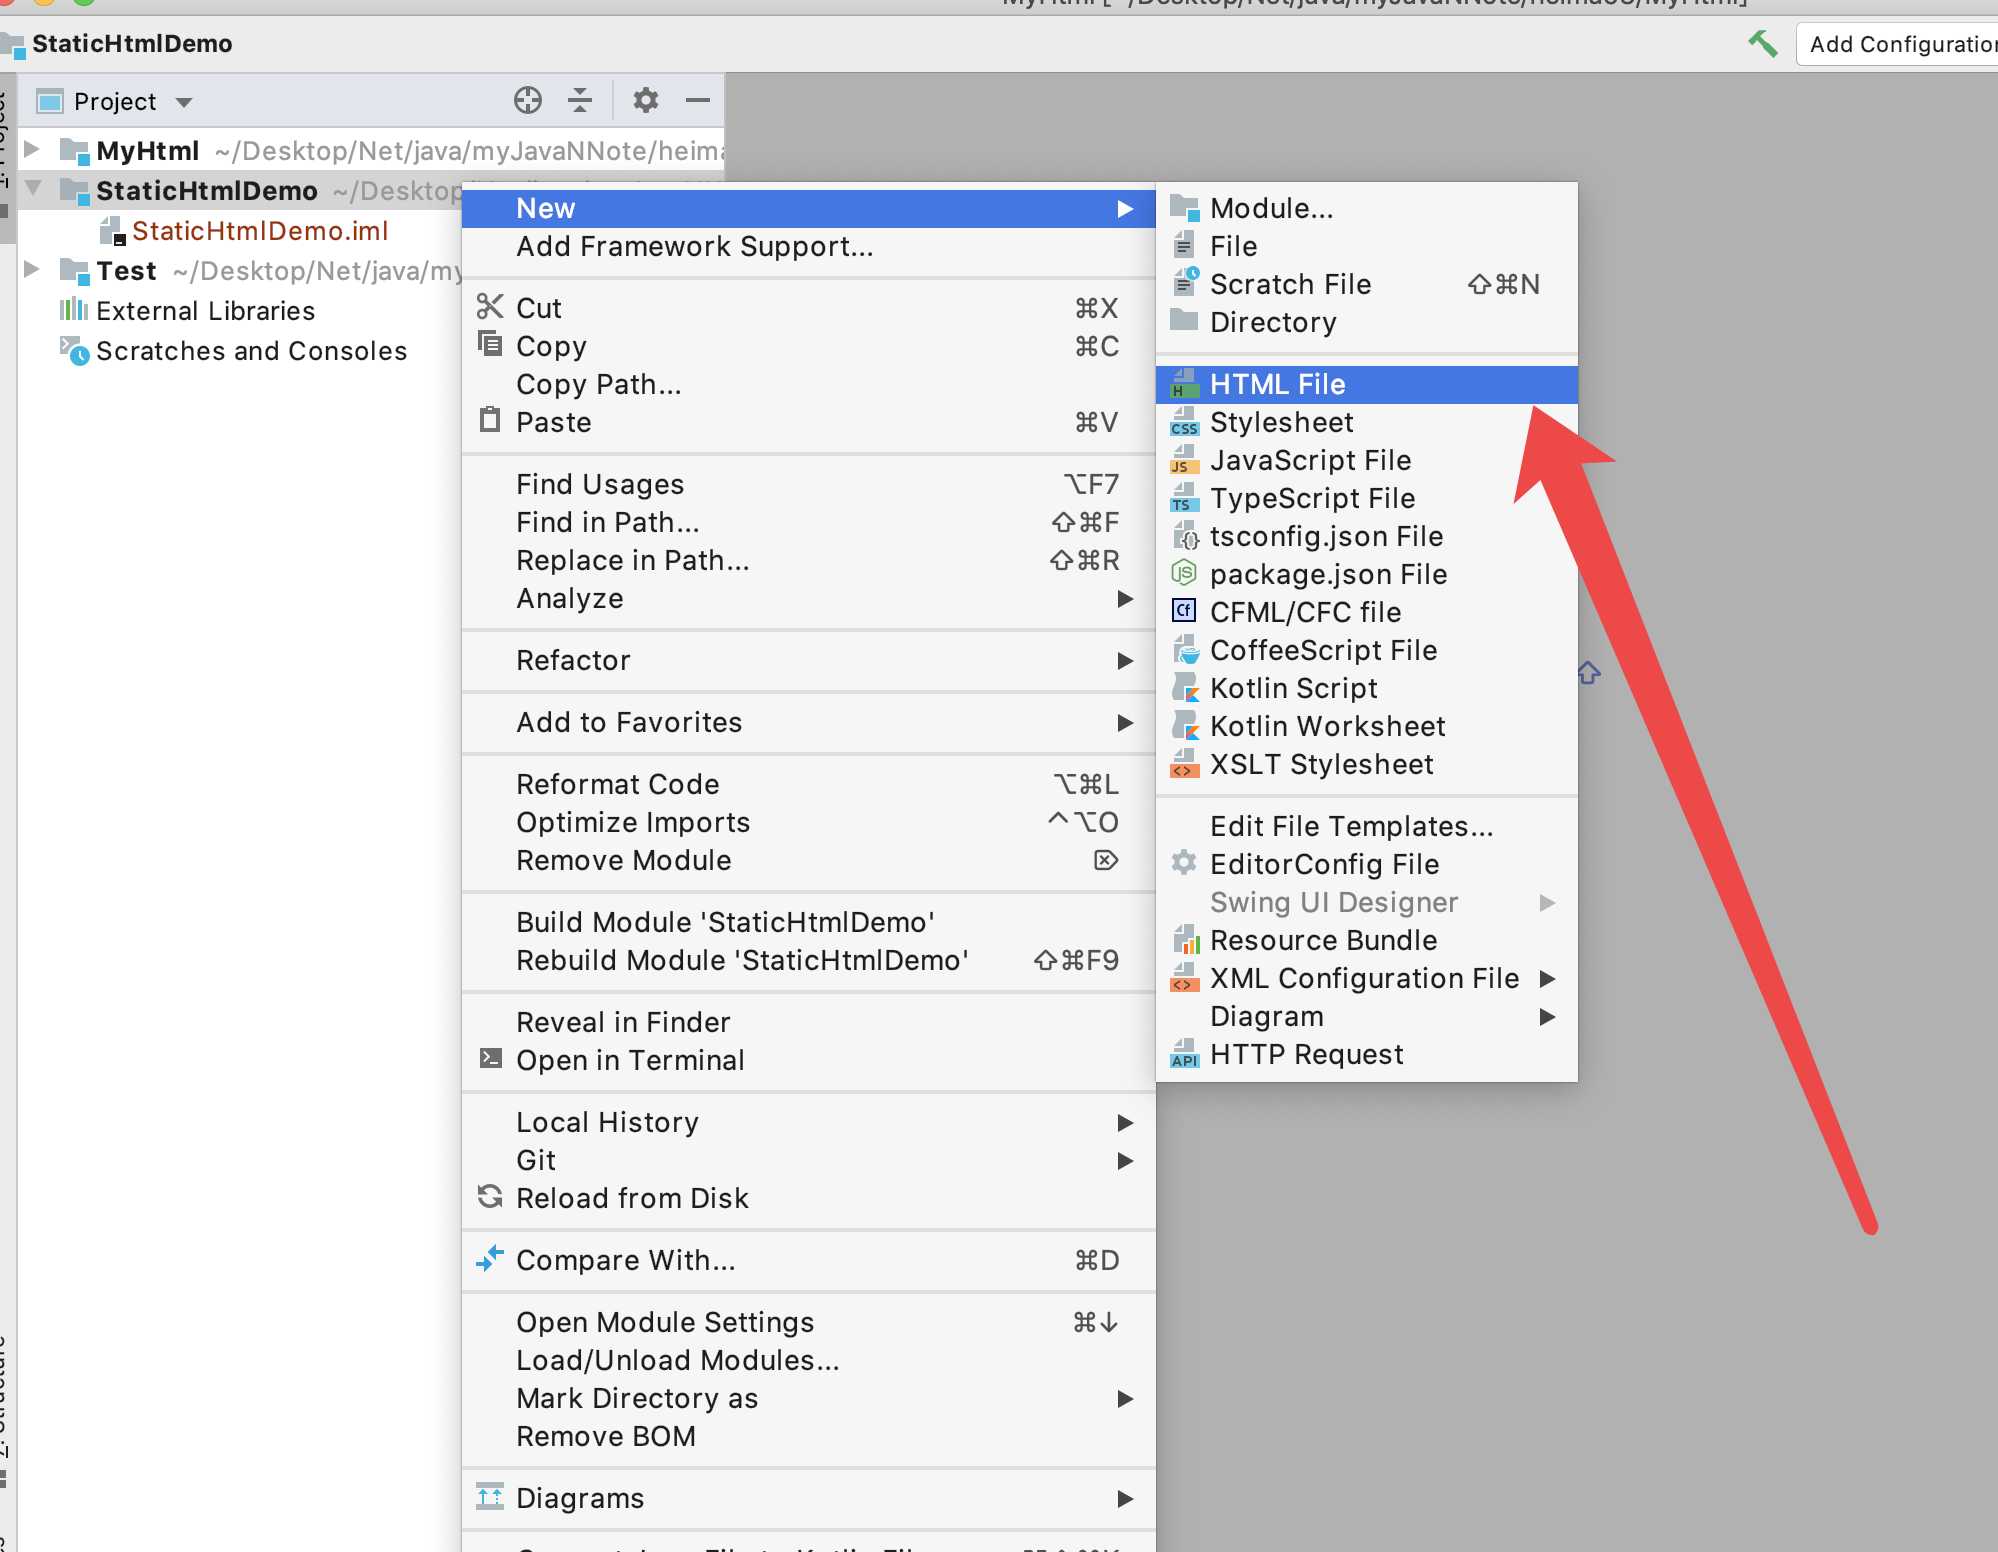 StaticHtmlDemo
Add Configuration
Project
MyHtml ~/Desktop/Net/java/myJavaNNote/heima
StaticHtmlDemo ~/Desktop
StaticHtmlDemo.iml
Test ~/Desktop/Net/java/my
External Libraries
Scratches and Consoles
New
Add Framework Support...
Cut ⌘X
Copy ⌘C
Copy Path...
Paste ⌘V
Find Usages ⌥F7
Find in Path... ⇧⌘F
Replace in Path... ⇧⌘R
Analyze
Refactor
Add to Favorites
Reformat Code ⌥⌘L
Optimize Imports ^⌥O
Remove Module ⌦
Build Module 'StaticHtmlDemo'
Rebuild Module 'StaticHtmlDemo' ⇧⌘F9
Reveal in Finder
Open in Terminal
Local History
Git
Reload from Disk
Compare With... ⌘D
Open Module Settings ⌘↓
Load/Unload Modules...
Mark Directory as
Remove BOM
Diagrams
Module...
File
Scratch File ⇧⌘N
Directory
H HTML File
CSS Stylesheet
JS JavaScript File
TS TypeScript File
tsconfig.json File
JS package.json File
Cf CFML/CFC file
CoffeeScript File
Kotlin Script
Kotlin Worksheet
XSLT Stylesheet
Edit File Templates...
EditorConfig File
Swing UI Designer
Resource Bundle
XML Configuration File
Diagram
API HTTP Request